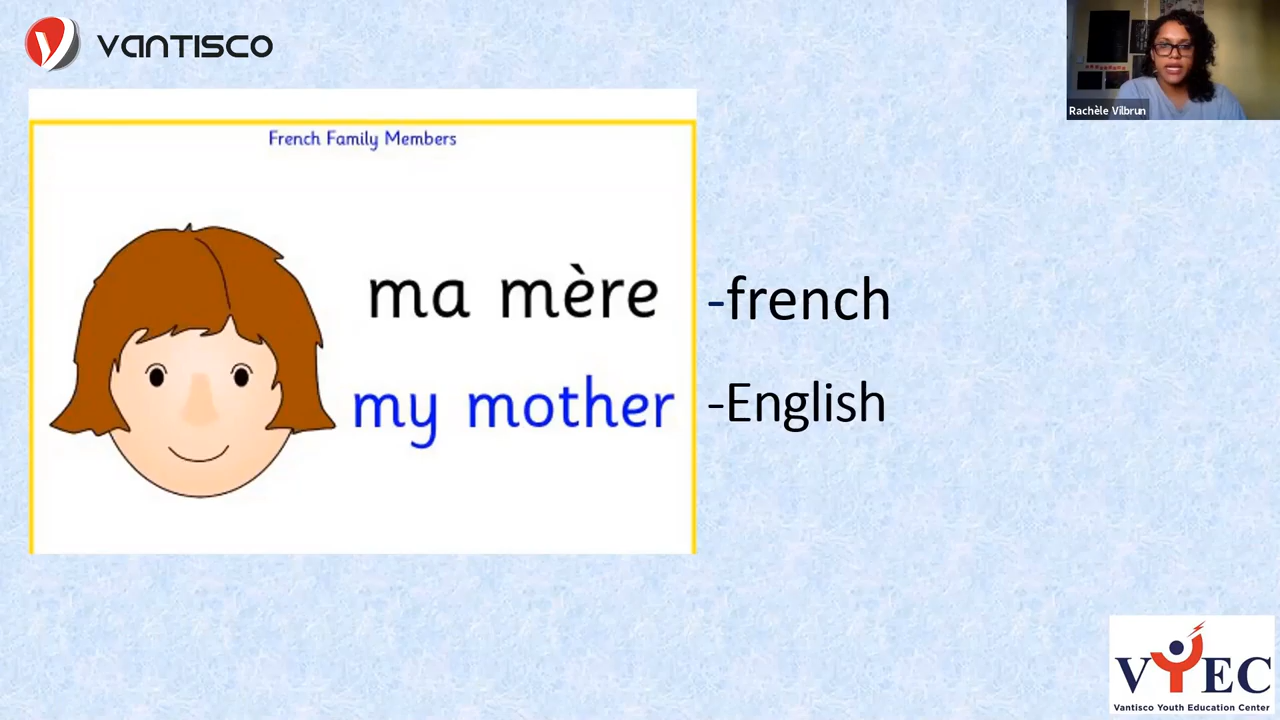 VANTISCO
Rachèle Vilbrun
French Family Members
ma mère -french
my mother -English
VYEC
Vantisco Youth Education Center